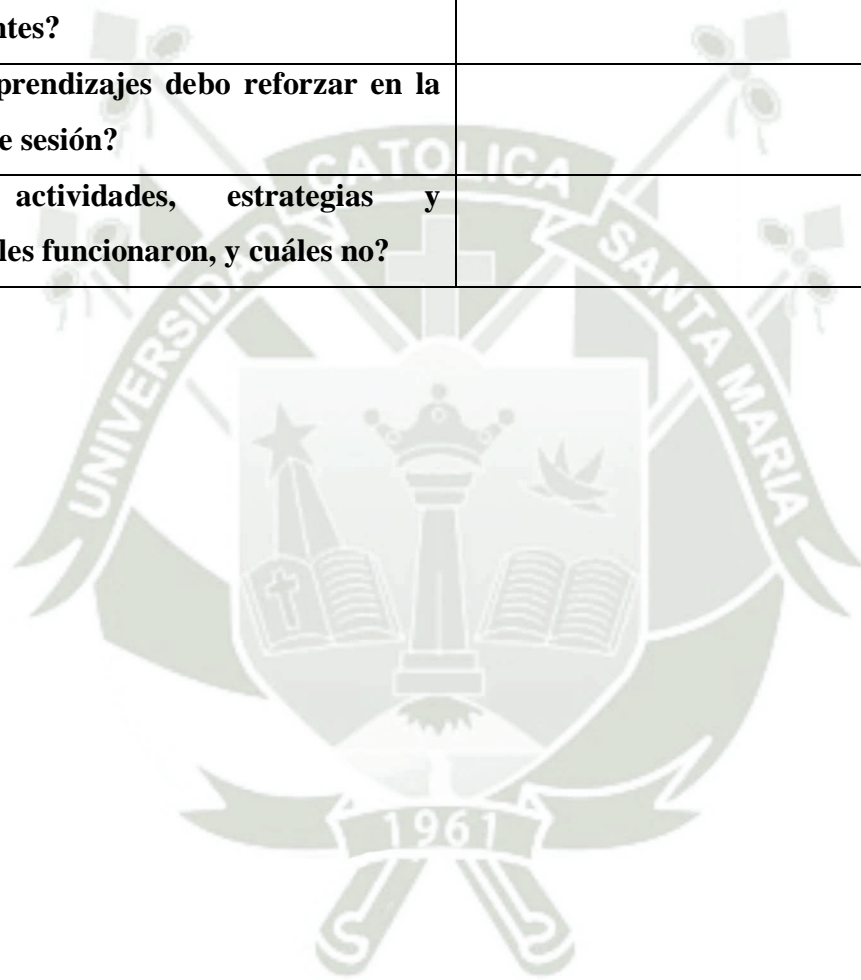 ntes?
prendizajes debo reforzar en la
e sesión?
actividades, estrategias y
les funcionaron, y cuáles no?
UNIVERSIDAD CATOLICA SANTA MARIA
1961